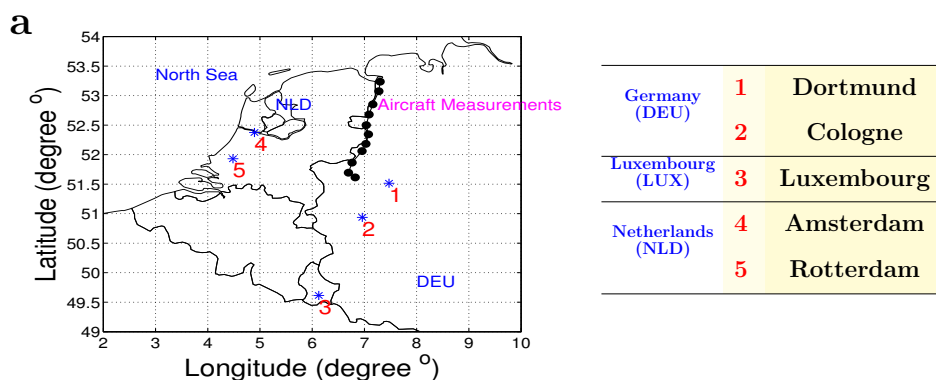 a
54
53.5
53
52.5
52
51.5
51
50.5
50
49.5
49
2 3 4 5 6 7 8 9 10
Latitude (degree °)
Longitude (degree °)
North Sea
NLD
Aircraft Measurements
4
5
1
2
DEU
3
Germany
(DEU)
1 Dortmund
2 Cologne
Luxembourg
(LUX)
3 Luxembourg
Netherlands
(NLD)
4 Amsterdam
5 Rotterdam